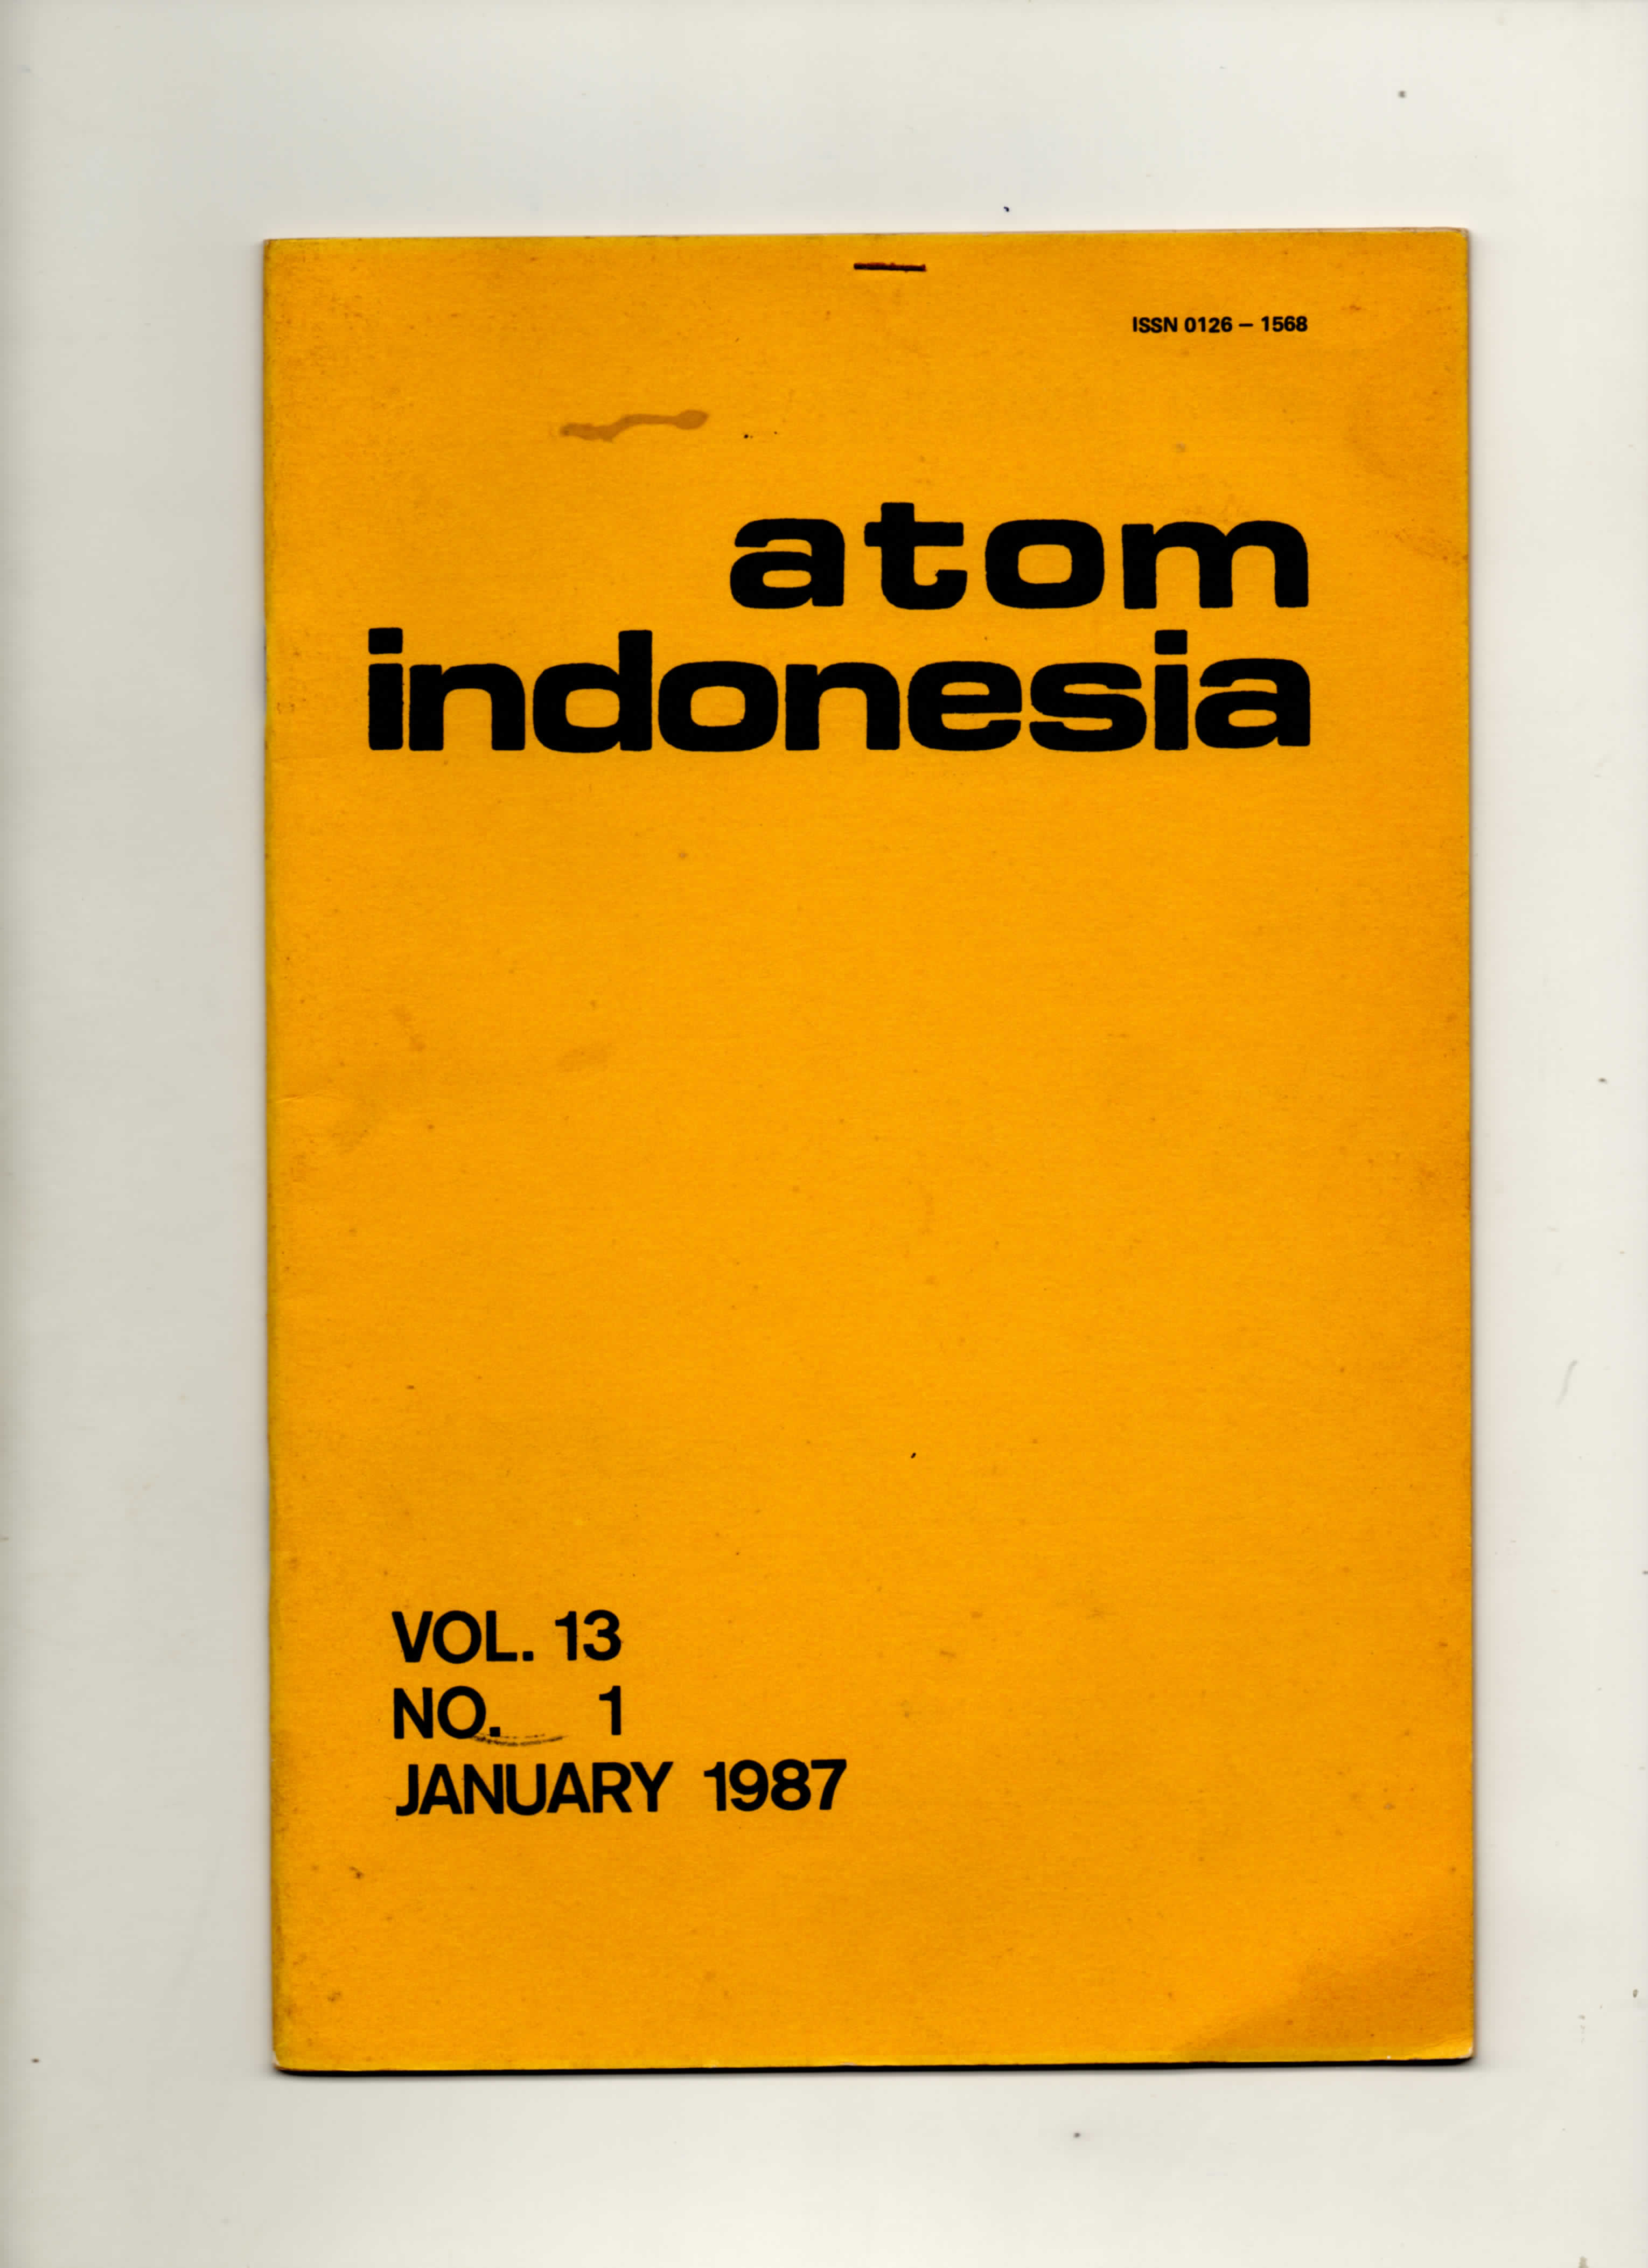 ISSN 0126 – 1568
atom
indonesia
VOL. 13
NO. 1
JANUARY 1987